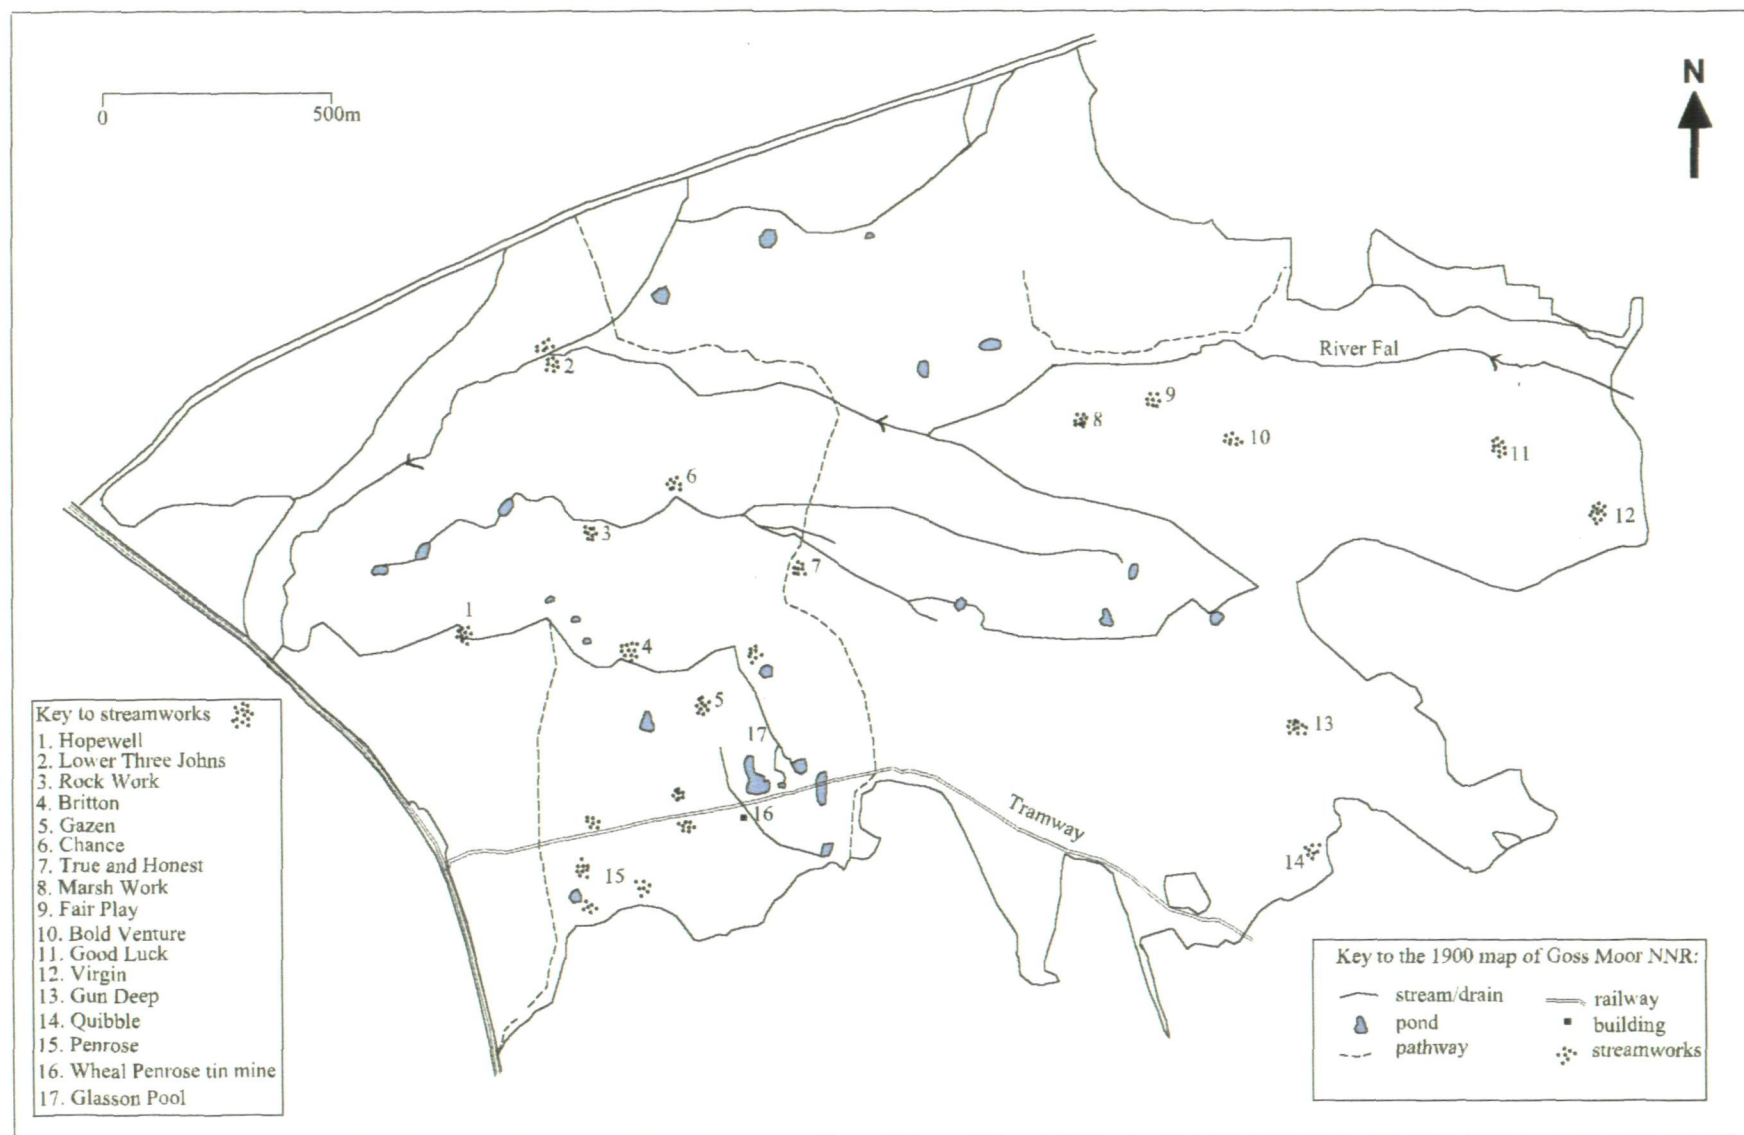 N
0
500m
River Fal
2
9
8
10
11
6
12
3
7
1
4
5
17
13
Tramway
16
14
15
Key to streamworks
1. Hopewell
2. Lower Three Johns
3. Rock Work
4. Britton
5. Gazen
6. Chance
7. True and Honest
8. Marsh Work
9. Fair Play
10. Bold Venture
11. Good Luck
12. Virgin
13. Gun Deep
14. Quibble
15. Penrose
16. Wheal Penrose tin mine
17. Glasson Pool
Key to the 1900 map of Goss Moor NNR:
stream/drain
railway
pond
building
pathway
streamworks